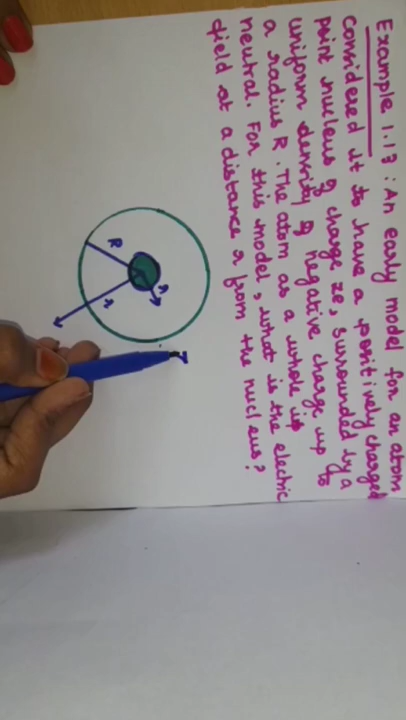 Example 1.13 : An early model for an atom
considered it to have a positively charged
point nucleus of charge ze, surrounded by a
uniform density of negative charge up to
a radius R. The atom as a whole is
neutral. For this model, what is the electric
field at a distance r from the nucleus?
R
r
r